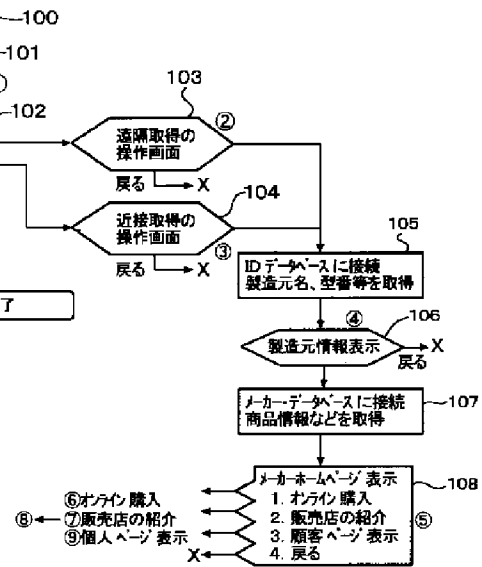 100
101
102
103
遠隔取得の
操作画面
②
戻る X
104
近接取得の
操作画面
③
戻る X
105
IDデータベースに接続
製造元名、型番等を取得
了
④
106
製造元情報表示
X
戻る
メーカー・データベースに接続
商品情報などを取得
107
メーカーホームページ表示
1. オンライン購入
2. 販売店の紹介
3. 顧客ページ表示
4. 戻る
108
⑤
⑥オンライン購入
⑧ ⑦販売店の紹介
⑨個人ページ表示
X